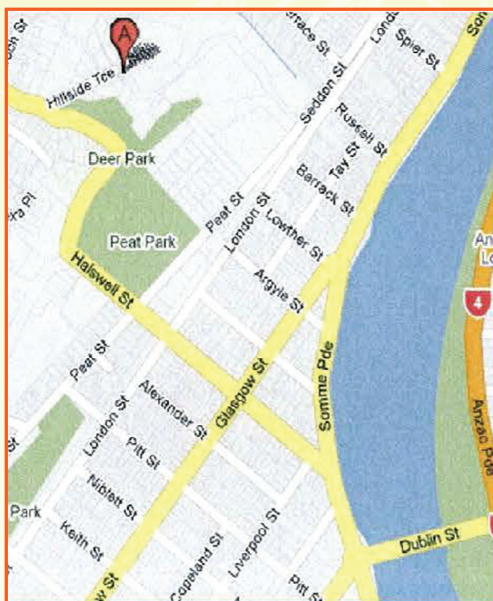 A
Terrace St
Spier St
Hillside Tce
Seddon St
Russell St
Tay St
Deer Park
Barrack St
Peat St
London St
Lowther St
Peat Park
Halswell St
Argyle St
4
Peat St
Somme Pde
Glasgow St
Anzac Pde
Alexander St
London St
Pitt St
Park
Niblett St
Keith St
Liverpool St
Dublin St
Copeland St
Pitt St